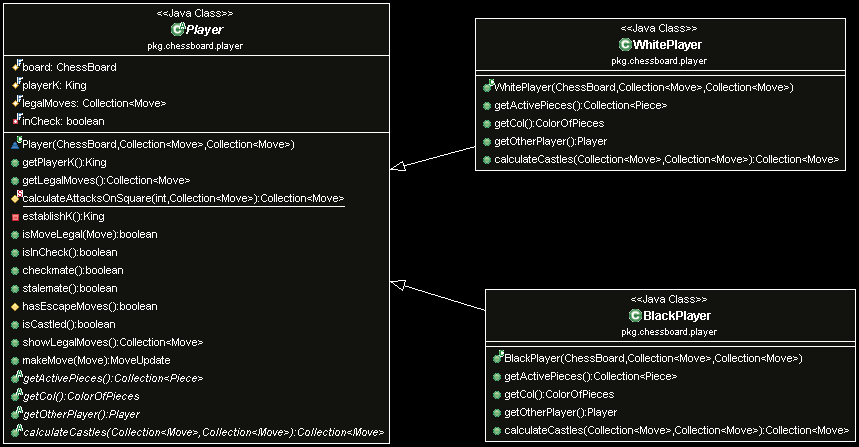 <<Java Class>>
Player
pkg.chessboard.player
board: ChessBoard
playerK: King
legalMoves: Collection<Move>
inCheck: boolean
Player(ChessBoard,Collection<Move>,Collection<Move>)
getPlayerK():King
getLegalMoves():Collection<Move>
calculateAttacksOnSquare(int,Collection<Move>):Collection<Move>
establishK():King
isMoveLegal(Move):boolean
isInCheck():boolean
checkmate():boolean
stalemate():boolean
hasEscapeMoves():boolean
isCastled():boolean
showLegalMoves():Collection<Move>
makeMove(Move):MoveUpdate
getActivePieces():Collection<Piece>
getCol():ColorOfPieces
getOtherPlayer():Player
calculateCastles(Collection<Move>,Collection<Move>):Collection<Move>
<<Java Class>>
WhitePlayer
pkg.chessboard.player
WhitePlayer(ChessBoard,Collection<Move>,Collection<Move>)
getActivePieces():Collection<Piece>
getCol():ColorOfPieces
getOtherPlayer():Player
calculateCastles(Collection<Move>,Collection<Move>):Collection<Move>
<<Java Class>>
BlackPlayer
pkg.chessboard.player
BlackPlayer(ChessBoard,Collection<Move>,Collection<Move>)
getActivePieces():Collection<Piece>
getCol():ColorOfPieces
getOtherPlayer():Player
calculateCastles(Collection<Move>,Collection<Move>):Collection<Move>